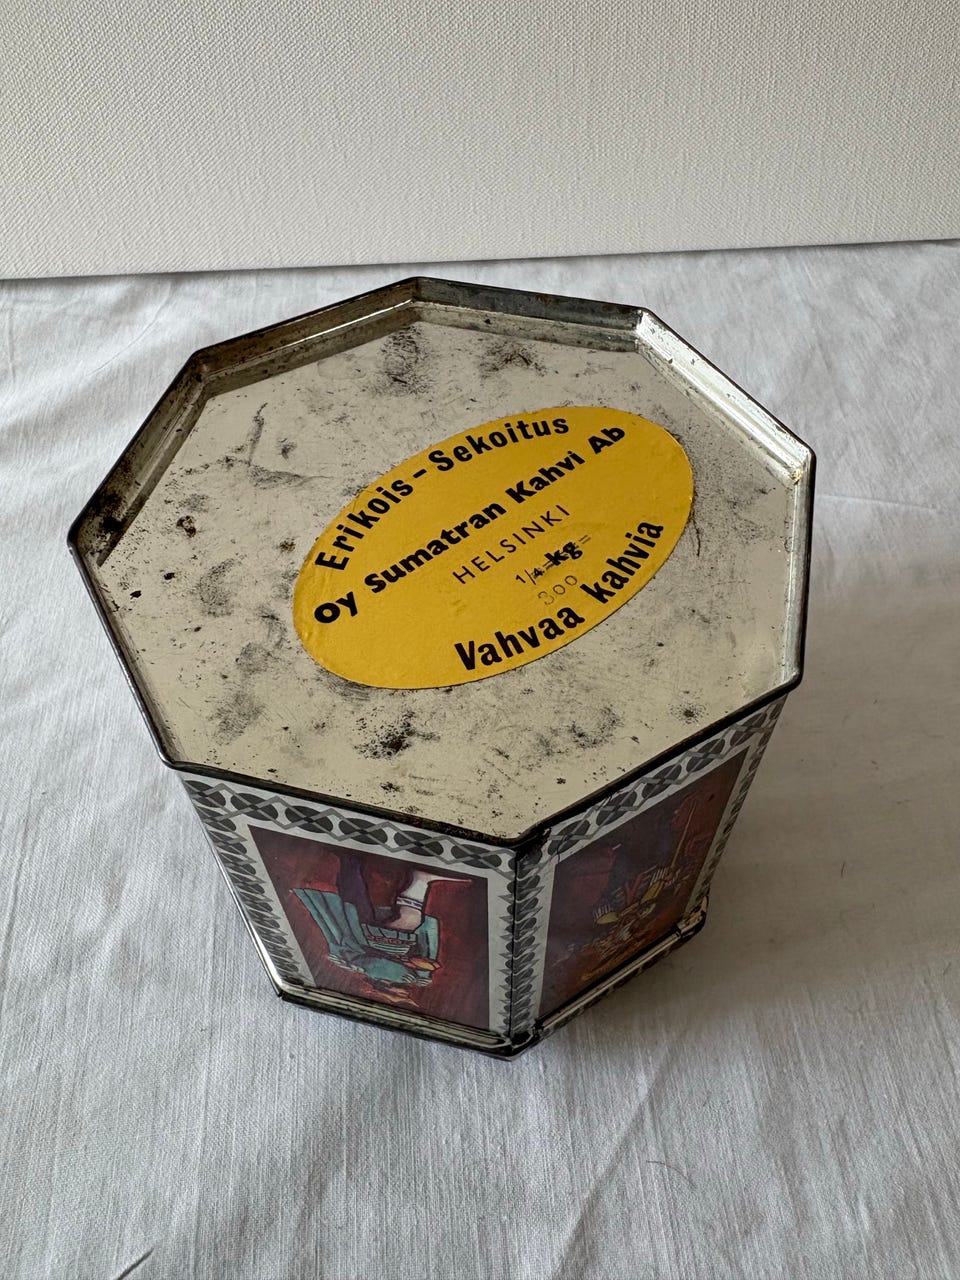 Erikois-Sekoitus
Oy Sumatran Kahvi Ab
HELSINKI
1/4 kg
300
Vahvaa kahvia